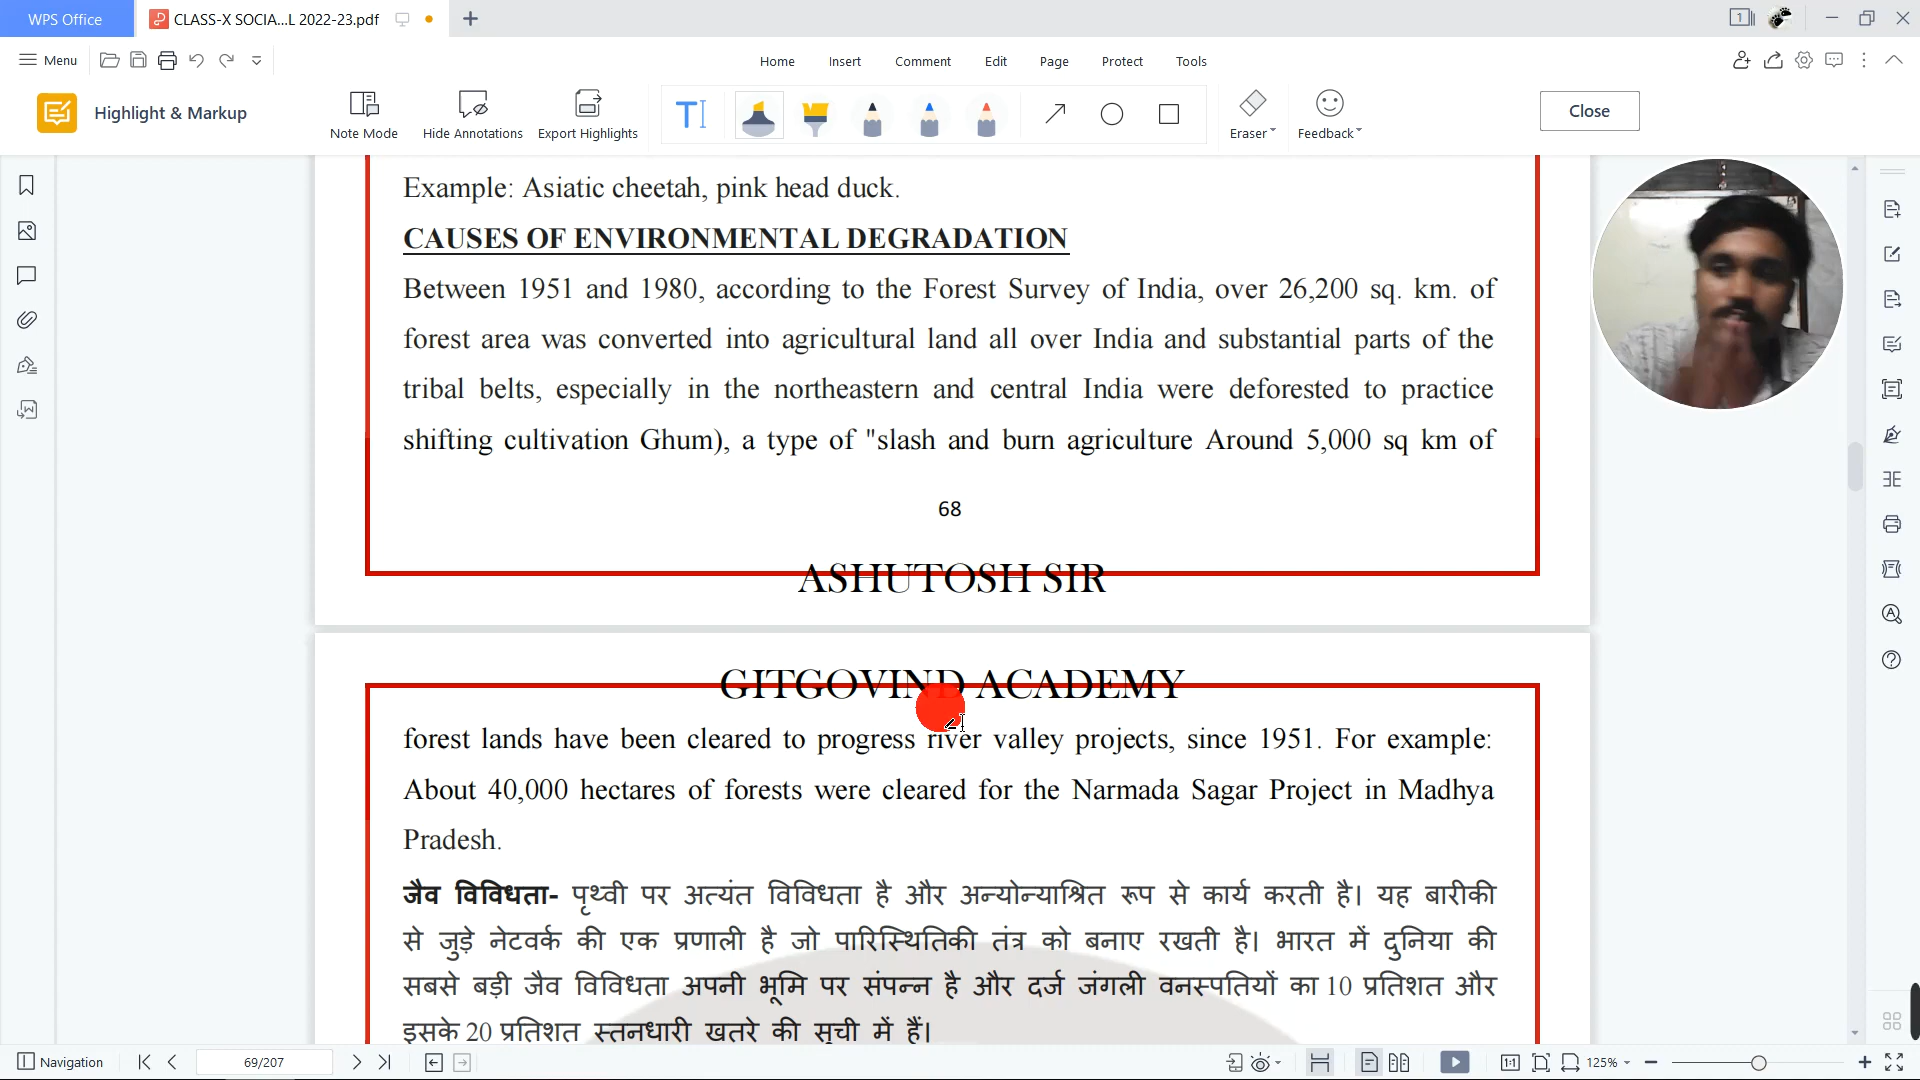 WPS Office
CLASS-X SOCIA...L 2022-23.pdf
Menu
Home Insert Comment Edit Page Protect Tools
Highlight & Markup
Note Mode
Hide Annotations
Export Highlights
Eraser
Feedback
Close
Example: Asiatic cheetah, pink head duck.
CAUSES OF ENVIRONMENTAL DEGRADATION
Between 1951 and 1980, according to the Forest Survey of India, over 26,200 sq. km. of
forest area was converted into agricultural land all over India and substantial parts of the
tribal belts, especially in the northeastern and central India were deforested to practice
shifting cultivation Ghum), a type of "slash and burn agriculture Around 5,000 sq km of
68
ASHUTOSH SIR
GITGOVIND ACADEMY
forest lands have been cleared to progress river valley projects, since 1951. For example:
About 40,000 hectares of forests were cleared for the Narmada Sagar Project in Madhya
Pradesh.
जैव विविधता- पृथ्वी पर अत्यंत विविधता है और अन्योन्याश्रित रूप से कार्य करती है। यह बारीकी
से जुड़े नेटवर्क की एक प्रणाली है जो पारिस्थितिकी तंत्र को बनाए रखती है। भारत में दुनिया की
सबसे बड़ी जैव विविधता अपनी भूमि पर संपन्न है और दर्ज जंगली वनस्पतियों का 10 प्रतिशत और
इसके 20 प्रतिशत स्तनधारी खतरे की सूची में हैं।
Navigation
69/207
125%